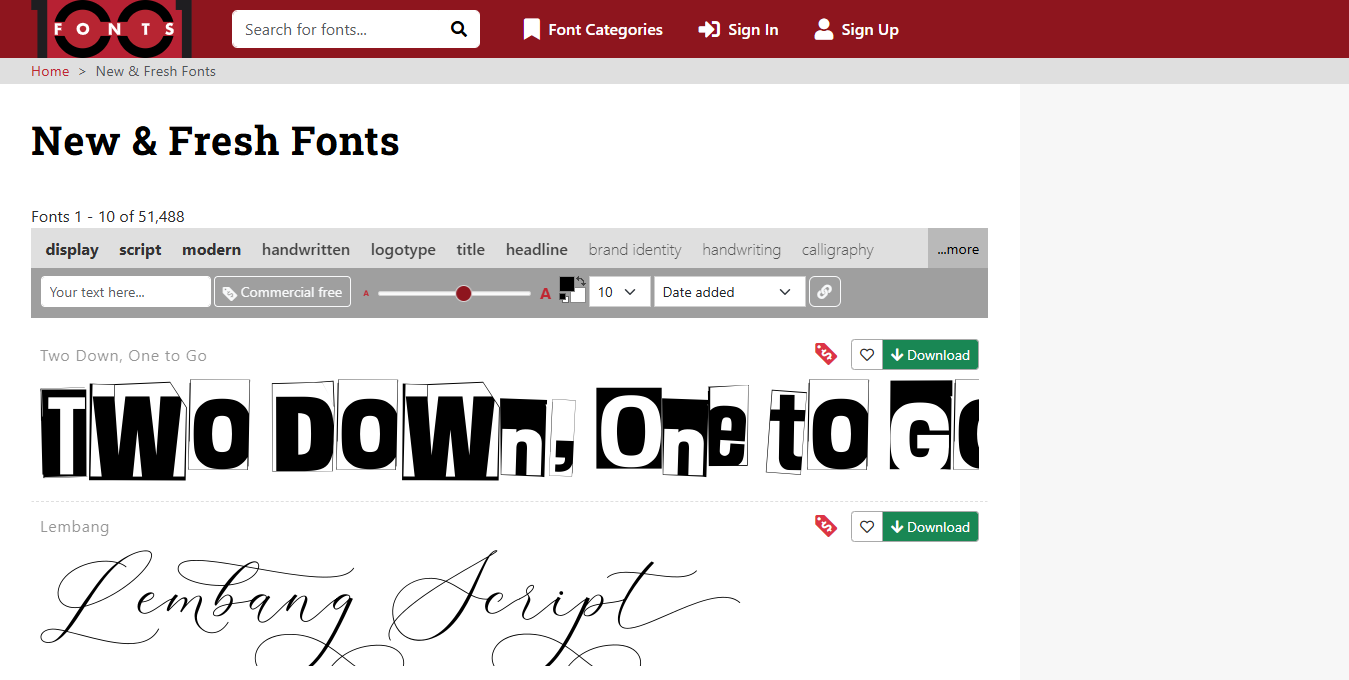 1001 FONTS
Search for fonts... Font Categories Sign In Sign Up
Home > New & Fresh Fonts
New & Fresh Fonts
Fonts 1 - 10 of 51,488
display script modern handwritten logotype title headline brand identity handwriting calligraphy ...more
Your text here... Commercial free A A 10 Date added
Two Down, One to Go Download
TWO DOWn, One to GO
Lembang Download
Lembang Script